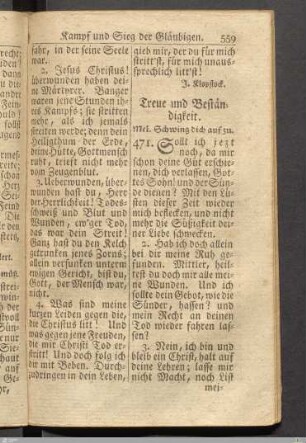 Kampf und Sieg der Gläubigen. 559
fahr, in der seine Seele
war.
2. Jesus Christus!
überwunden haben dei=
ne Märtyrer. Banger
waren jene Stunden ih=
res Kampfs; sie stritten
mehr, als ich jemals
streiten werde; denn dein
Heiligthum der Erde,
deine Hütte, Gottmensch
ruht, trieft nicht mehr
vom Zeugenblut.
3. Ueberwunden, über=
wunden hast du, Herr
der Herrlichkeit! Todes=
schweiß und Blut und
Wunden, ew'ger Tod,
das war dein Streit!
Ganz hast du den Kelch
getrunken jenes Zorns;
allein versunken unterm
ewigen Gericht, bist du,
Gott, der Mensch war,
nicht.
4. Was sind meine
kurzen Leiden gegen die,
die Christus litt! Und
was gegen jene Freuden,
die mir Christi Tod er=
stritt! Und doch folg ich
dir mit Beben. Durch=
zudringen in dein Leben,
gieb mir, der du für mich
stritt'st, für mich unaus=
sprechlich litt'st!
J. Klopstock.
Treue und Bestän=
digkeit.
Mel. Schwing dich auf zu.
471. Sollt ich jezt
noch, da mir
schon deine Güt erschie=
nen, dich verlassen, Got=
tes Sohn! und der Sün=
de dienen? Mit den Lü=
sten dieser Zeit wieder
mich beflecken, und nicht
mehr die Süßigkeit de=
ner Liebe schmecken?
2. Hab ich doch allein
bei dir meine Ruh ge=
funden. Mittler, heil=
test du doch mir alle mei=
ne Wunden. Und ich
sollte dein Gebot, wie die
Sünder, hassen? und
mein Recht an deinen
Tod wieder fahren las=
sen?
3. Nein, ich bin und
bleib ein Christ, halt auf
deine Lehren; lasse mir
nicht Macht, noch List
mei=